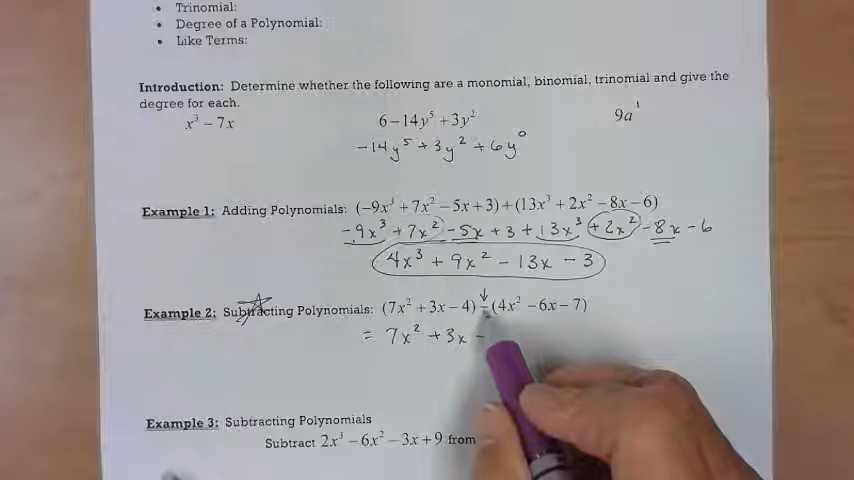 • Trinomial:
• Degree of a Polynomial:
• Like Terms:
Introduction: Determine whether the following are a monomial, binomial, trinomial and give the
degree for each.
x³ − 7x   6 − 14y⁵ + 3y²   9a¹
−14y⁵ + 3y² + 6y⁰
Example 1: Adding Polynomials: (−9x³ + 7x² − 5x + 3) + (13x³ + 2x² − 8x − 6)
−9x³ + 7x² − 5x + 3 + 13x³ + 2x² − 8x − 6
4x³ + 9x² − 13x − 3
Example 2: Subtracting Polynomials: (7x² + 3x − 4) − (4x² − 6x − 7)
= 7x² + 3x −
Example 3: Subtracting Polynomials
Subtract 2x³ − 6x² − 3x + 9 from